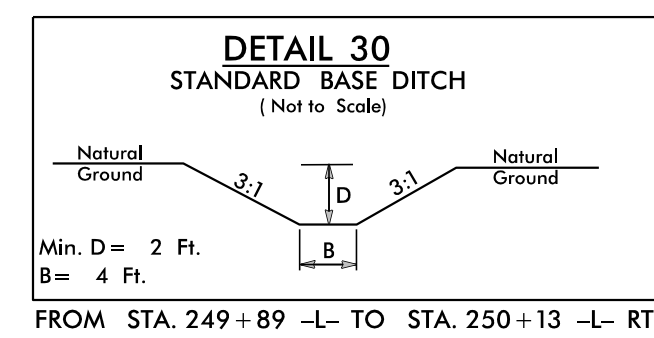 DETAIL 30
STANDARD BASE DITCH
( Not to Scale)
Natural
Ground
3:1
D
3:1
Natural
Ground
B
Min. D= 2 Ft.
B= 4 Ft.
FROM STA. 249+89 -L- TO STA. 250+13 -L- RT